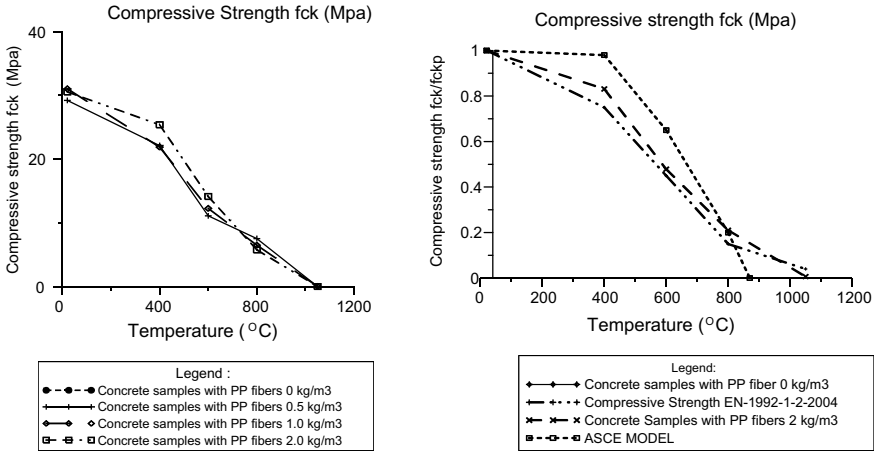 Compressive Strength fck (Mpa)
Compressive strength fck (Mpa)
40
20
0
0
400
800
1200
Temperature (°C)
Legend :
Concrete samples with PP fibers 0 kg/m3
Concrete samples with PP fibers 0.5 kg/m3
Concrete samples with PP fibers 1.0 kg/m3
Concrete samples with PP fibers 2.0 kg/m3
Compressive strength fck (Mpa)
Compressive strength fck/fckp
1
0.8
0.6
0.4
0.2
0
0
200
400
600
800
1000
1200
Temperature (°C)
Legend:
Concrete samples with PP fiber 0 kg/m3
Compressive Strength EN-1992-1-2-2004
Concrete Samples with PP fibers 2 kg/m3
ASCE MODEL